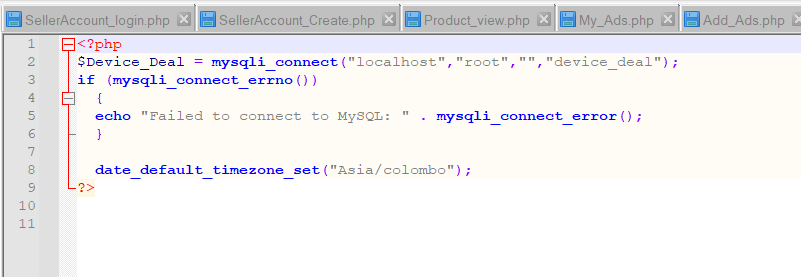 SellerAccount_login.php SellerAccount_Create.php Product_view.php My_Ads.php Add_Ads.php
1 <?php
2 $Device_Deal = mysqli_connect("localhost","root","","device_deal");
3 if (mysqli_connect_errno())
4 {
5 echo "Failed to connect to MySQL: " . mysqli_connect_error();
6 }
7
8 date_default_timezone_set("Asia/colombo");
9 ?>
10
11